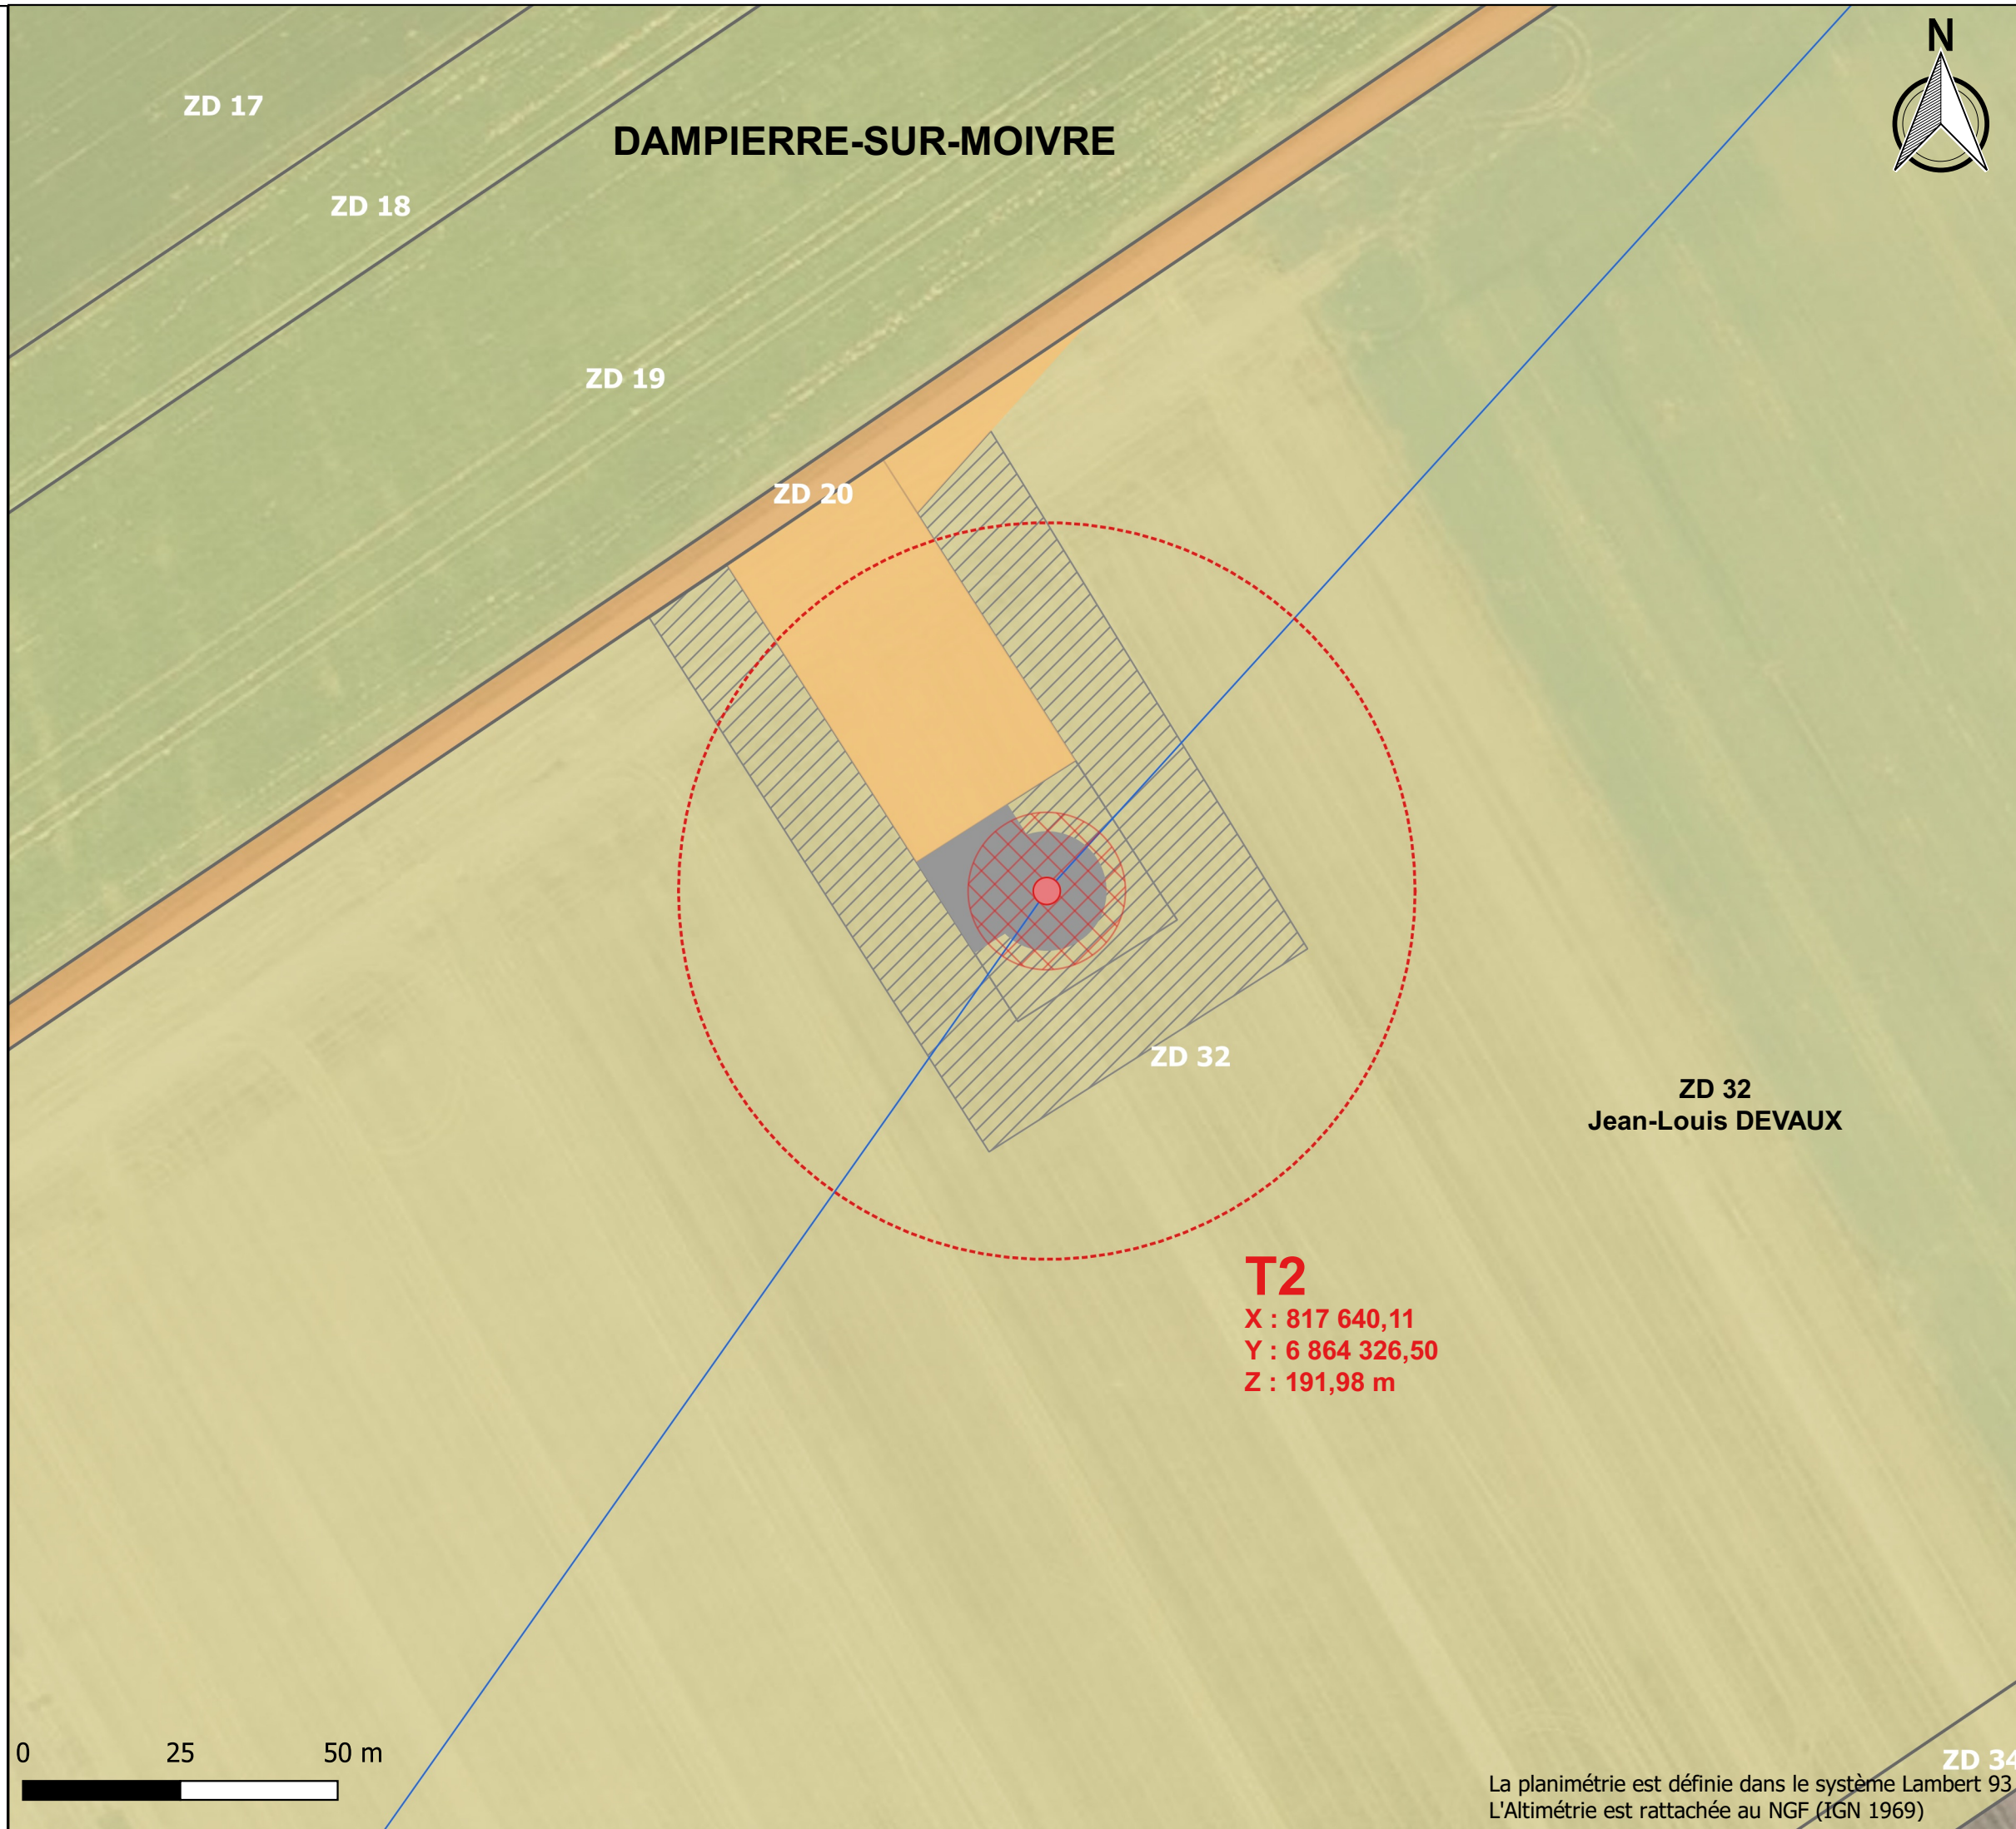 N
ZD 17
DAMPIERRE-SUR-MOIVRE
ZD 18
ZD 19
ZD 20
ZD 32
ZD 32
Jean-Louis DEVAUX
T2
X : 817 640,11
Y : 6 864 326,50
Z : 191,98 m
0 25 50 m
ZD 34
La planimétrie est définie dans le système Lambert 93
L'Altimétrie est rattachée au NGF (IGN 1969)